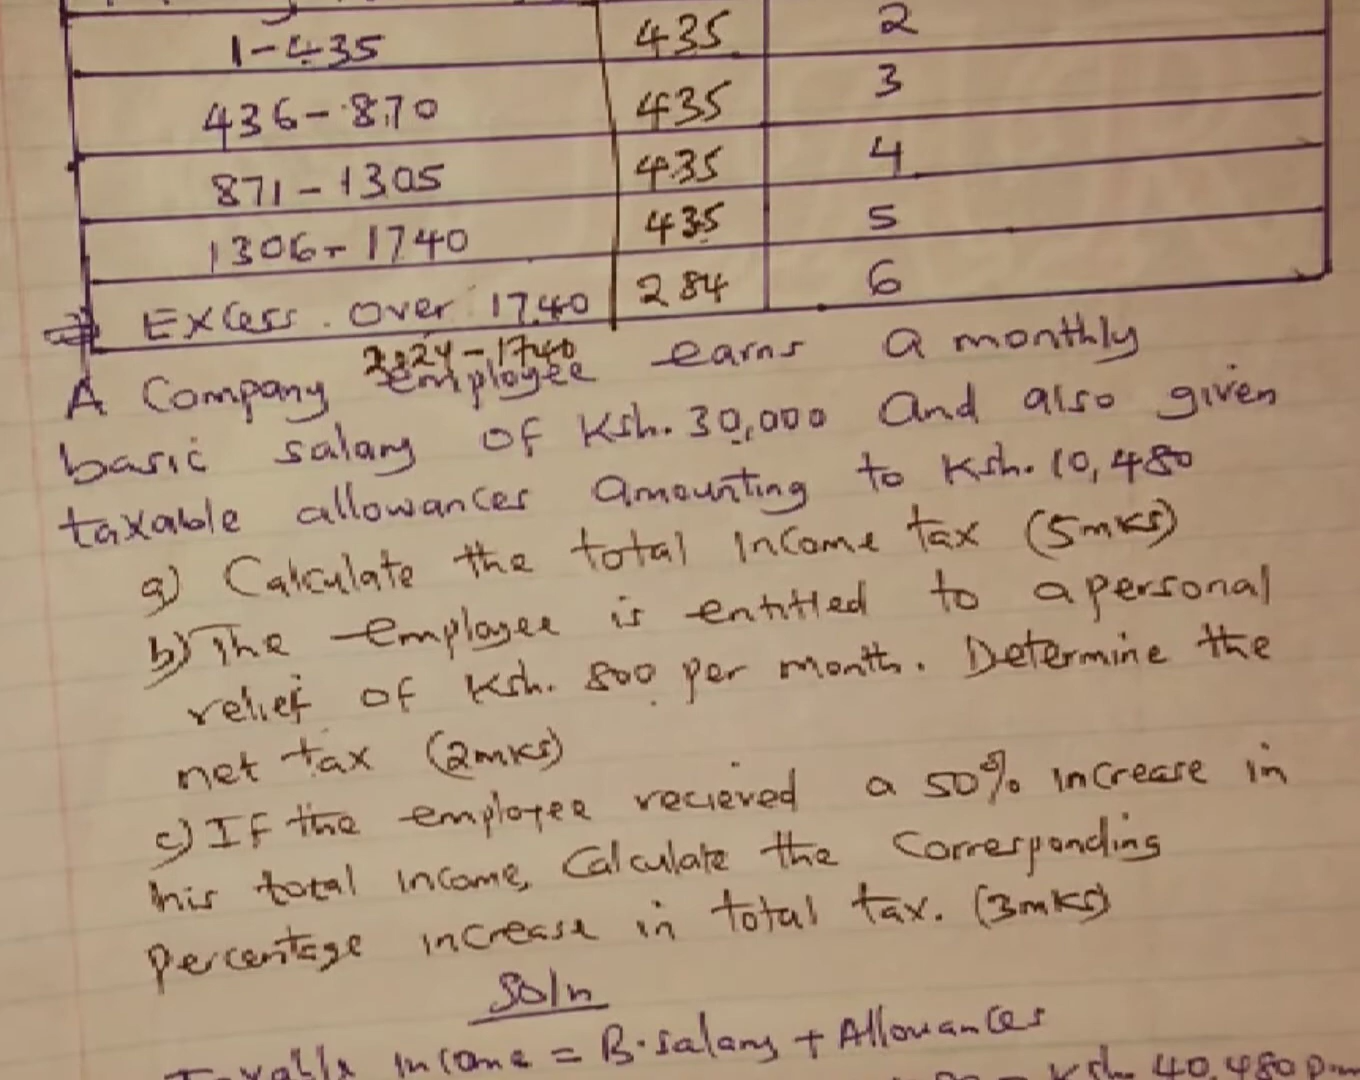 1-435 435 2
436-870 435 3
871-1305 435 4
1306-1740 435 5
Excess over 1740 284 6
2024-1740
A Company employee earns a monthly
basic salary of Ksh. 30,000 and also given
taxable allowances amounting to Ksh. 10,480
a) Calculate the total income tax (5mks)
b) The employee is entitled to a personal
relief of Ksh. 800 per month. Determine the
net tax (2mks)
c) If the employee recieved a 50% increase in
his total income, Calculate the corresponding
percentage increase in total tax. (3mks)
Soln
income = B.salary + Allowances
Ksh. 40,480 p.m